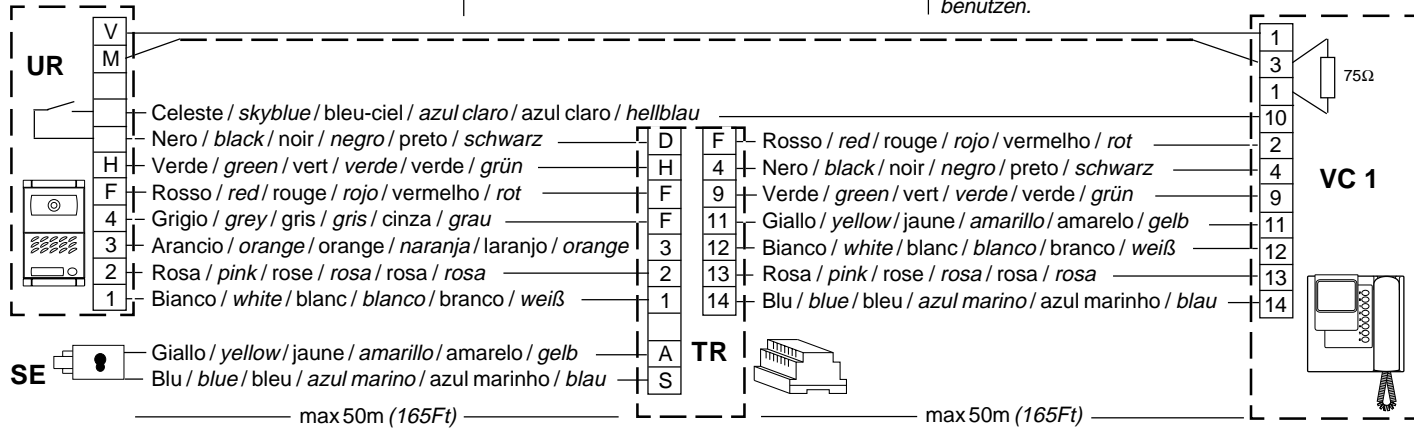 benutzen.
V 1
UR M 3
75Ω
1
Celeste / skyblue / bleu-ciel / azul claro / azul claro / hellblau 10
Nero / black / noir / negro / preto / schwarz D F Rosso / red / rouge / rojo / vermelho / rot 2
H Verde / green / vert / verde / verde / grün H 4 Nero / black / noir / negro / preto / schwarz 4 VC 1
F Rosso / red / rouge / rojo / vermelho / rot F 9 Verde / green / vert / verde / verde / grün 9
4 Grigio / grey / gris / gris / cinza / grau F 11 Giallo / yellow / jaune / amarillo / amarelo / gelb 11
3 Arancio / orange / orange / naranja / laranjo / orange 3 12 Bianco / white / blanc / blanco / branco / weiß 12
2 Rosa / pink / rose / rosa / rosa / rosa 2 13 Rosa / pink / rose / rosa / rosa / rosa 13
1 Bianco / white / blanc / blanco / branco / weiß 1 14 Blu / blue / bleu / azul marino / azul marinho / blau 14
SE Giallo / yellow / jaune / amarillo / amarelo / gelb A TR
Blu / blue / bleu / azul marino / azul marinho / blau S
max 50m (165Ft) max 50m (165Ft)